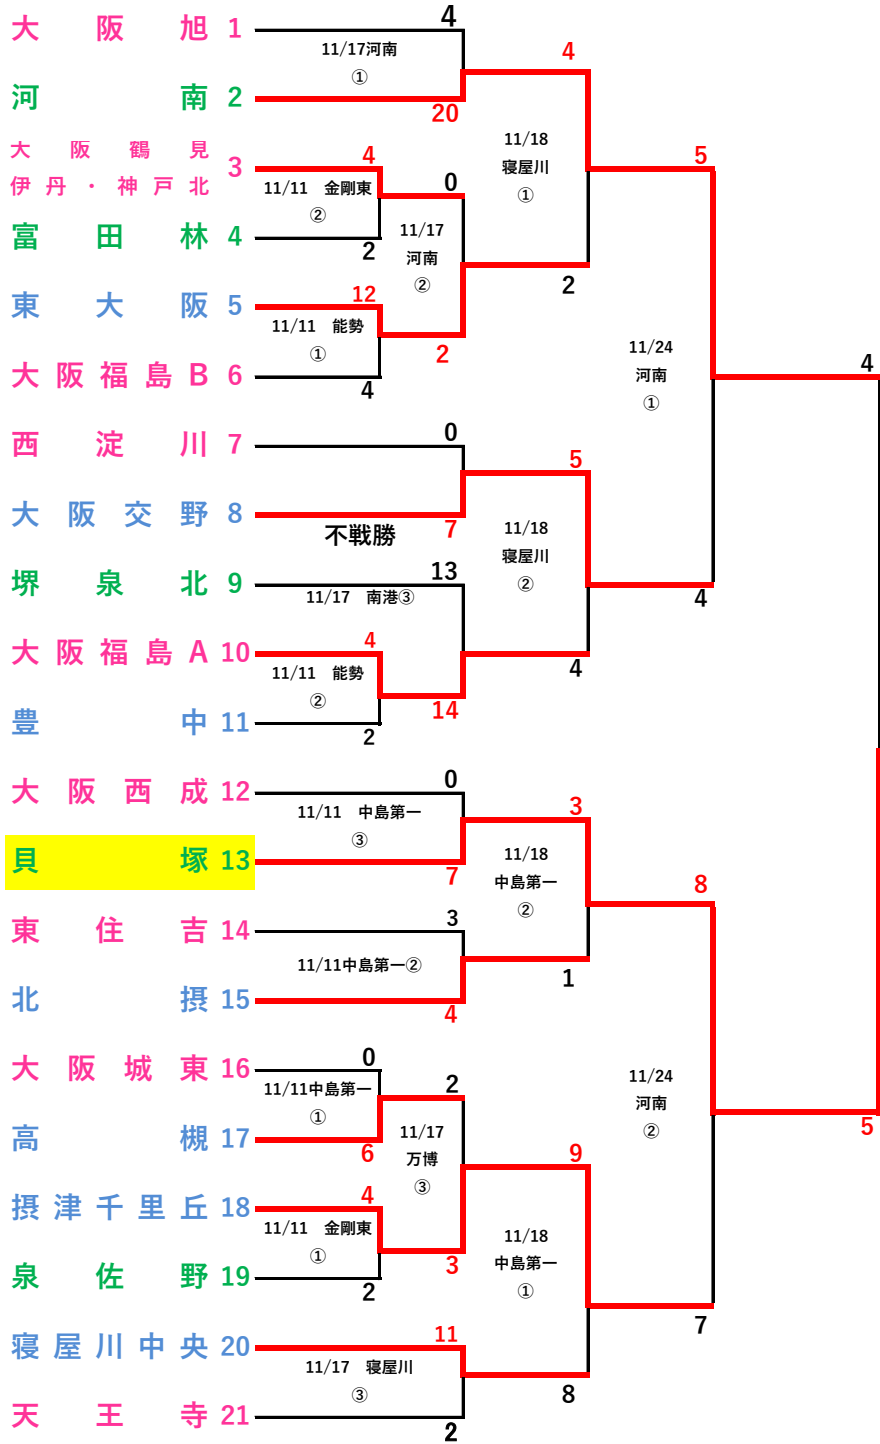 大阪旭 1
4
11/17河南
①
4
河南 2
20
大阪鶴見
伊丹・神戸北
3
4
0
11/18
寝屋川
①
5
11/11 金剛東
②
富田林 4
2
11/17
河南
②
2
東大阪 5
12
11/11 能勢
①
2
大阪福島B 6
4
11/24
河南
①
4
西淀川 7
0
5
大阪交野 8
7
不戦勝
11/18
寝屋川
②
4
堺泉北 9
13
11/17 南港③
大阪福島A 10
4
4
11/11 能勢
②
14
豊中 11
2
大阪西成 12
0
3
11/11 中島第一
③
貝塚 13
7
11/18
中島第一
②
8
東住吉 14
3
11/11中島第一②
1
北摂 15
4
大阪城東 16
0
2
11/11中島第一
①
11/24
河南
②
5
高槻 17
6
11/17
万博
③
9
摂津千里丘 18
4
11/11 金剛東
①
3
11/18
中島第一
①
泉佐野 19
2
7
寝屋川中央 20
11
11/17 寝屋川
③
8
天王寺 21
2